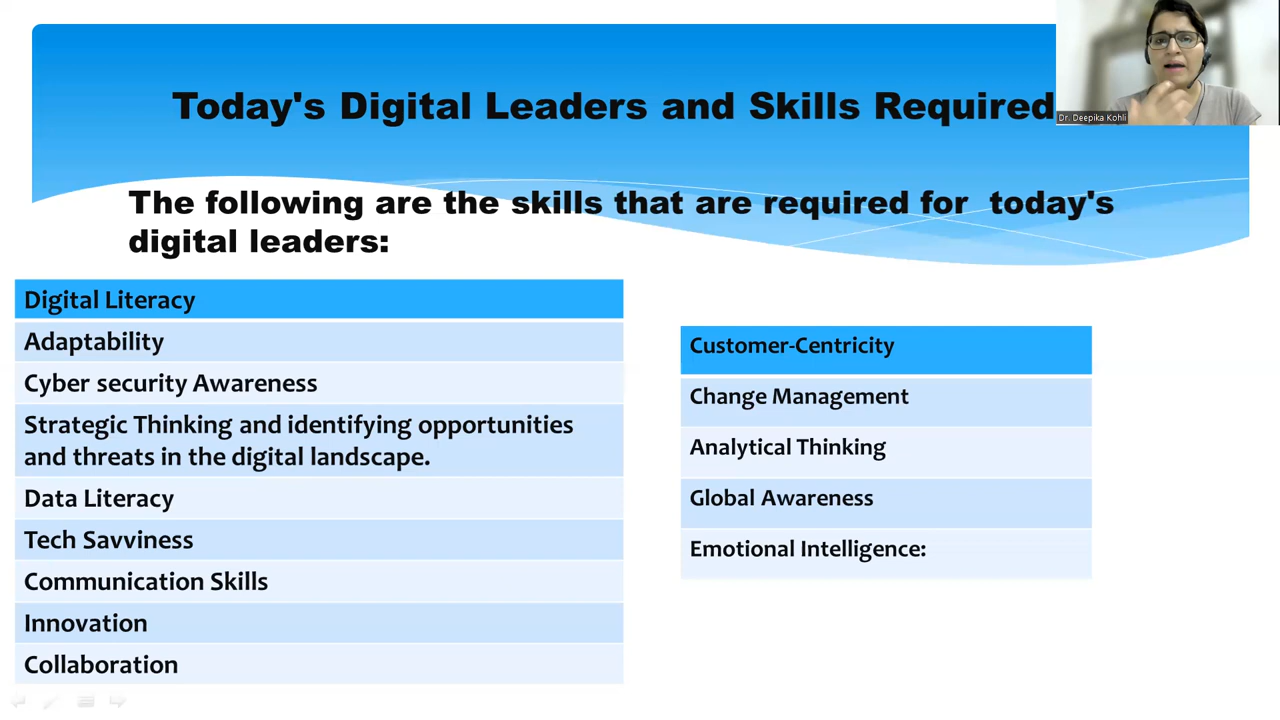 Today's Digital Leaders and Skills Required
Dr. Deepika Kohli
The following are the skills that are required for today's
digital leaders:
Digital Literacy
Adaptability
Cyber security Awareness
Strategic Thinking and identifying opportunities
and threats in the digital landscape.
Data Literacy
Tech Savviness
Communication Skills
Innovation
Collaboration
Customer-Centricity
Change Management
Analytical Thinking
Global Awareness
Emotional Intelligence: